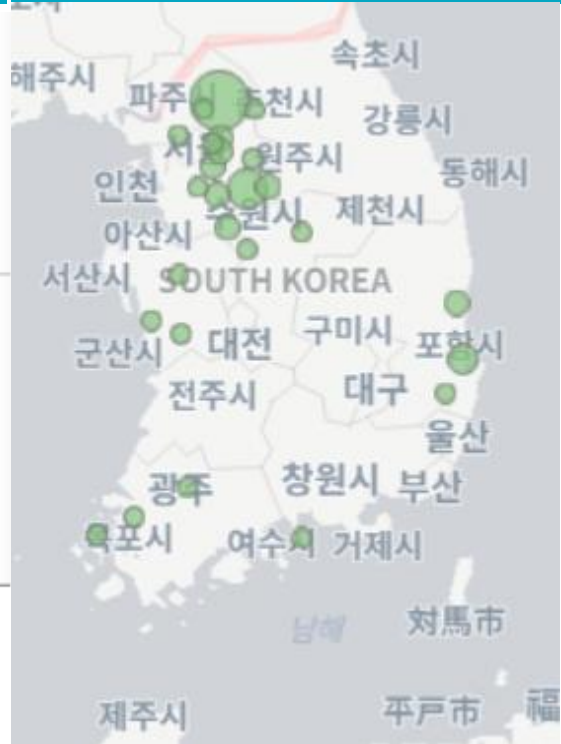 속초시
해주시
파주시
춘천시
강릉시
서울
원주시
동해시
인천
수원시
제천시
아산시
서산시
SOUTH KOREA
구미시
포항시
대전
군산시
대구
전주시
울산
광주
창원시
부산
목포시
여수시
거제시
남해
対馬市
제주시
平戸市
福